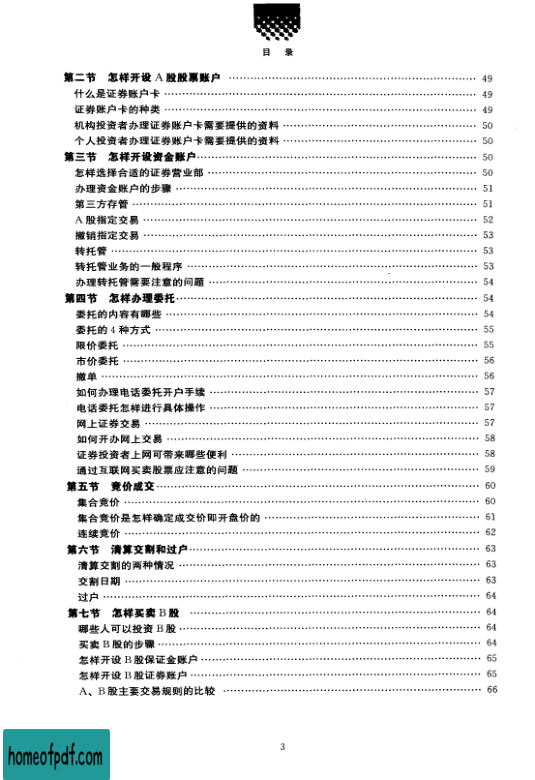 目 录
第二节 怎样开设 A 股股票账户 …… 49
什么是证券账户卡 …… 49
证券账户卡的种类 …… 49
机构投资者办理证券账户卡需要提供的资料 …… 50
个人投资者办理证券账户卡需要提供的资料 …… 50
第三节 怎样开设资金账户 …… 50
怎样选择合适的证券营业部 …… 50
办理资金账户的步骤 …… 51
第三方存管 …… 51
A 股指定交易 …… 52
撤销指定交易 …… 53
转托管 …… 53
转托管业务的一般程序 …… 53
办理转托管需要注意的问题 …… 54
第四节 怎样办理委托 …… 54
委托的内容有哪些 …… 54
委托的 4 种方式 …… 55
限价委托 …… 55
市价委托 …… 56
撤单 …… 56
如何办理电话委托开户手续 …… 57
电话委托怎样进行具体操作 …… 57
网上证券交易 …… 57
如何开办网上交易 …… 58
证券投资者上网可带来哪些便利 …… 58
通过互联网买卖股票应注意的问题 …… 59
第五节 竞价成交 …… 60
集合竞价 …… 60
集合竞价是怎样确定成交价即开盘价的 …… 61
连续竞价 …… 62
第六节 清算交割和过户 …… 63
清算交割的两种情况 …… 63
交割日期 …… 63
过户 …… 64
第七节 怎样买卖 B 股 …… 64
哪些人可以投资 B 股 …… 64
买卖 B 股的步骤 …… 64
怎样开设 B 股保证金账户 …… 65
怎样开设 B 股证券账户 …… 65
A、B 股主要交易规则的比较 …… 66
3
homeofpdf.com